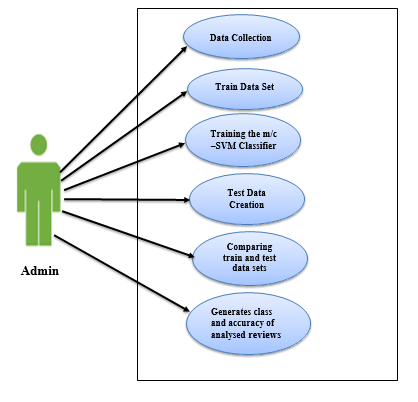 Data Collection
Train Data Set
Training the m/c
–SVM Classifier
Test Data
Creation
Comparing
train and test
data sets
Admin
Generates class
and accuracy of
analysed reviews